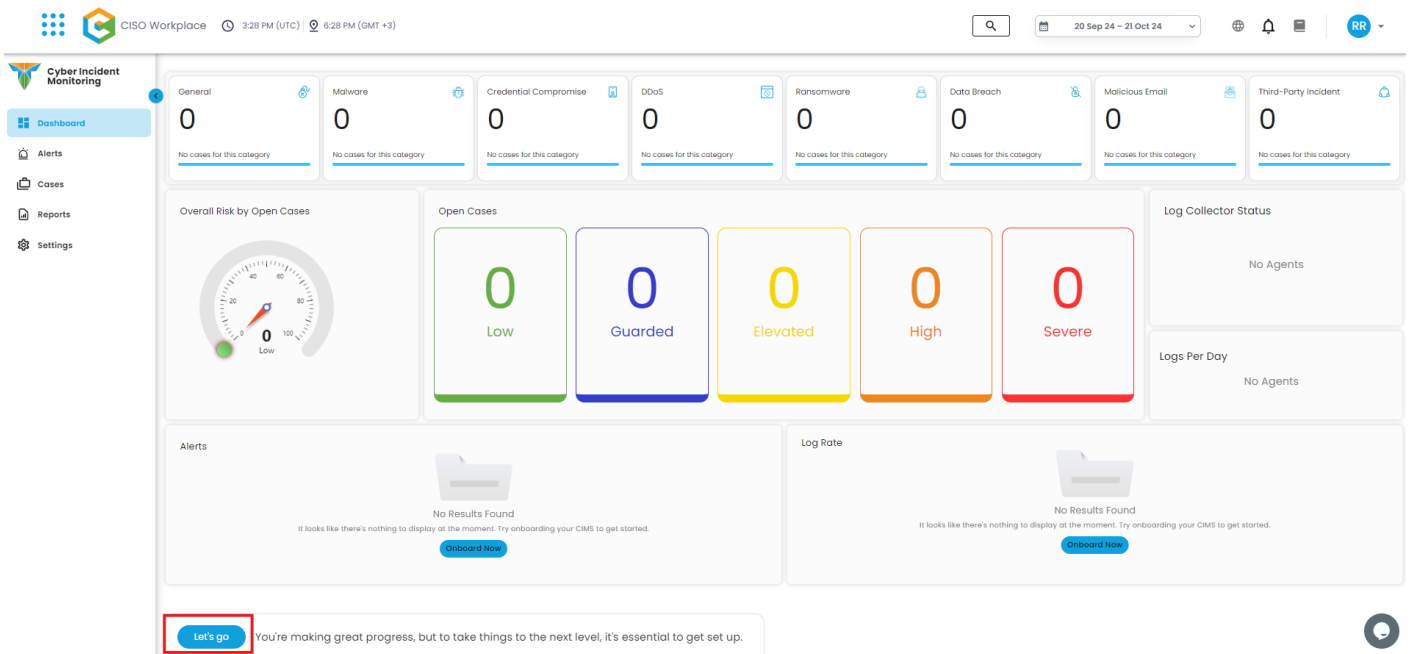 CISO Workplace
3:28 PM (UTC)
6:28 PM (GMT +3)
20 Sep 24 – 21 Oct 24
RR
Cyber Incident
Monitoring
Dashboard
Alerts
Cases
Reports
Settings
General
0
No cases for this category
Malware
0
No cases for this category
Credential Compromise
0
No cases for this category
DDoS
0
No cases for this category
Ransomware
0
No cases for this category
Data Breach
0
No cases for this category
Malicious Email
0
No cases for this category
Third-Party Incident
0
No cases for this category
Overall Risk by Open Cases
0
20
40
60
80
100
0
Low
Open Cases
0
Low
0
Guarded
0
Elevated
0
High
0
Severe
Log Collector Status
No Agents
Logs Per Day
No Agents
Alerts
No Results Found
It looks like there's nothing to display at the moment. Try onboarding your CIMS to get started.
Onboard Now
Log Rate
No Results Found
It looks like there's nothing to display at the moment. Try onboarding your CIMS to get started.
Onboard Now
Let's go
You're making great progress, but to take things to the next level, it's essential to get set up.